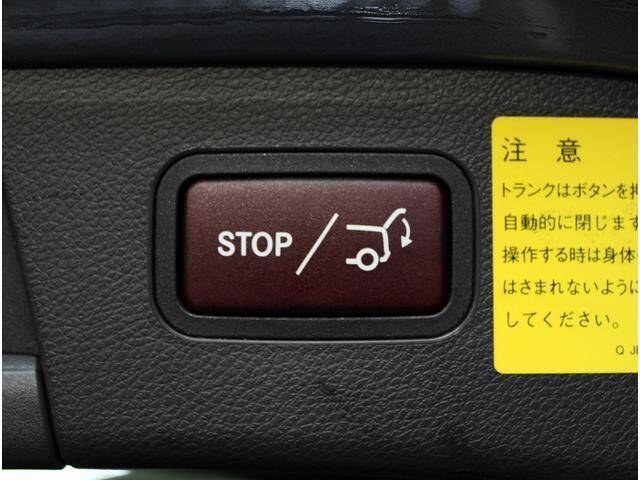 STOP
注 意
トランクはボタンを
自動的に閉じます
操作する時は身体
はさまれないように
してください。
Q